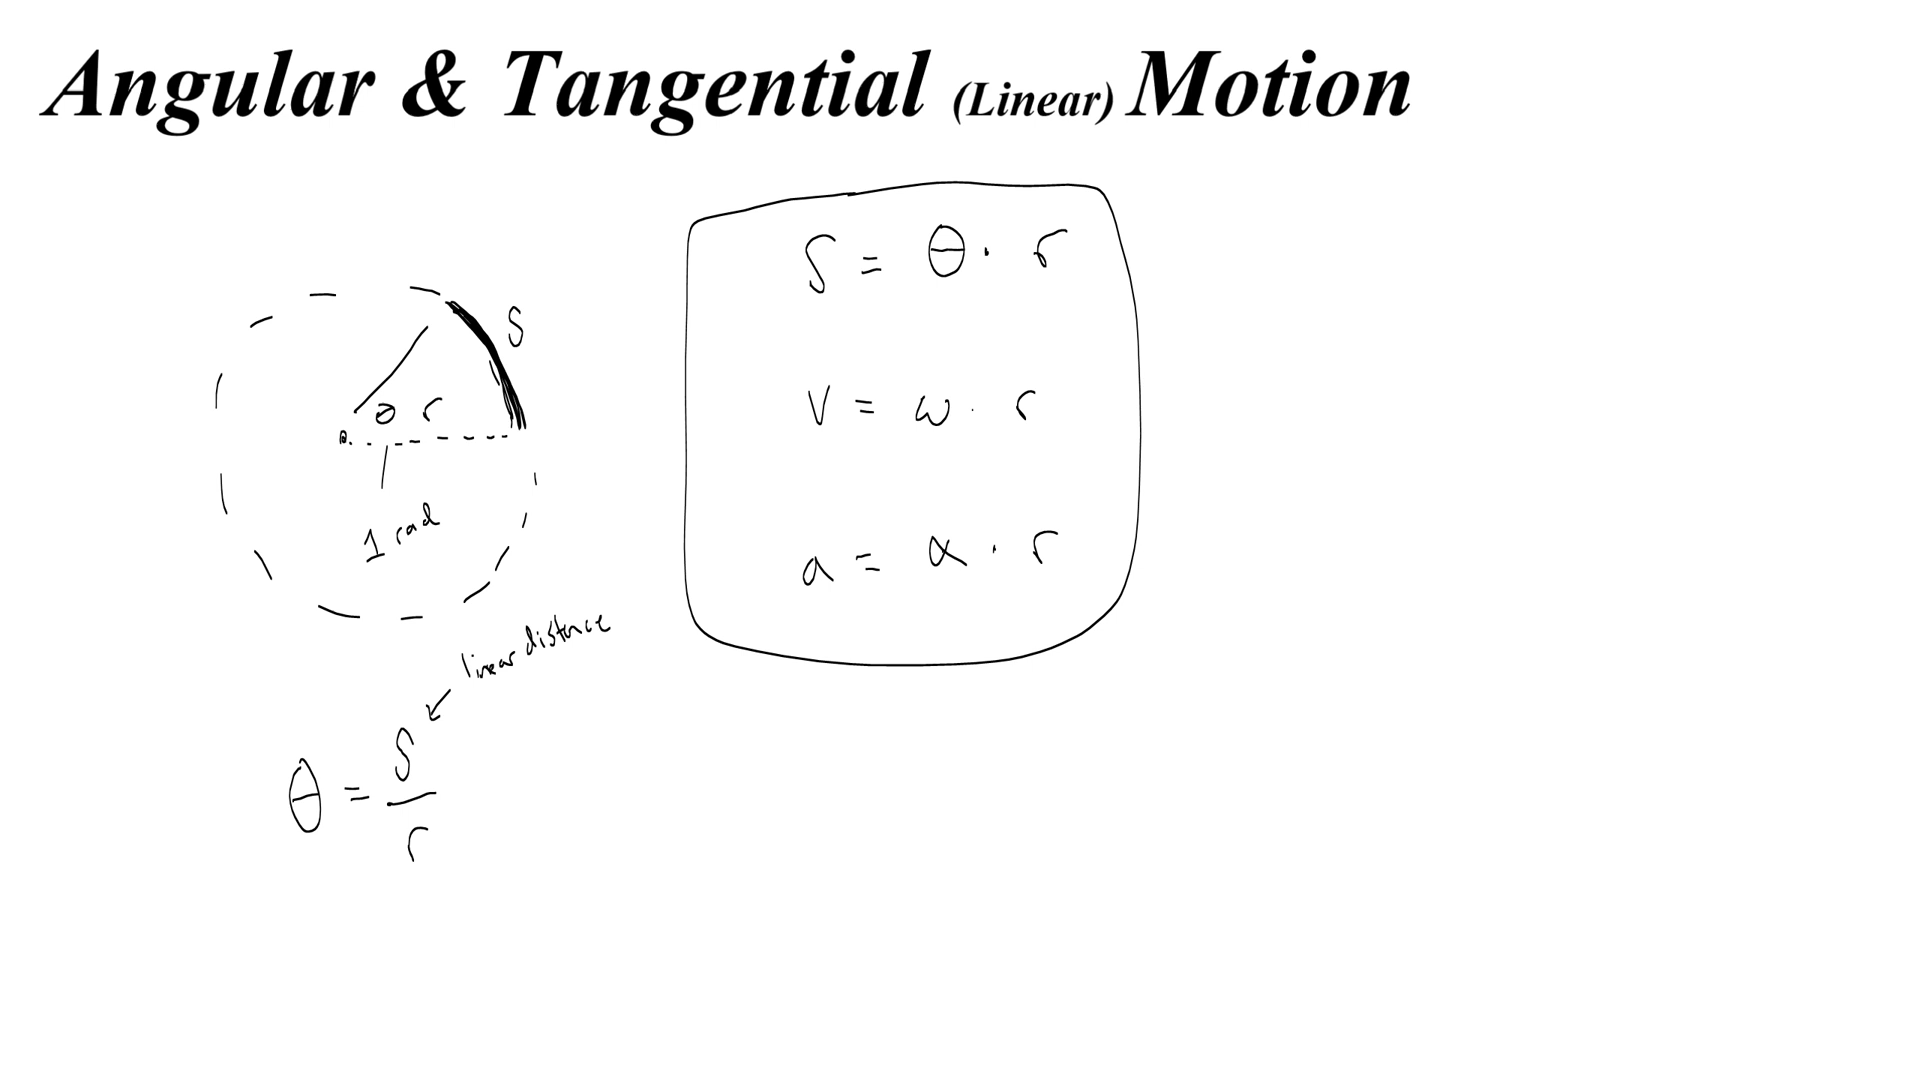 Angular & Tangential (Linear) Motion
S = θ · r
S
v = ω · r
θ r
1 rad
a = α · r
linear distance
θ = S / r